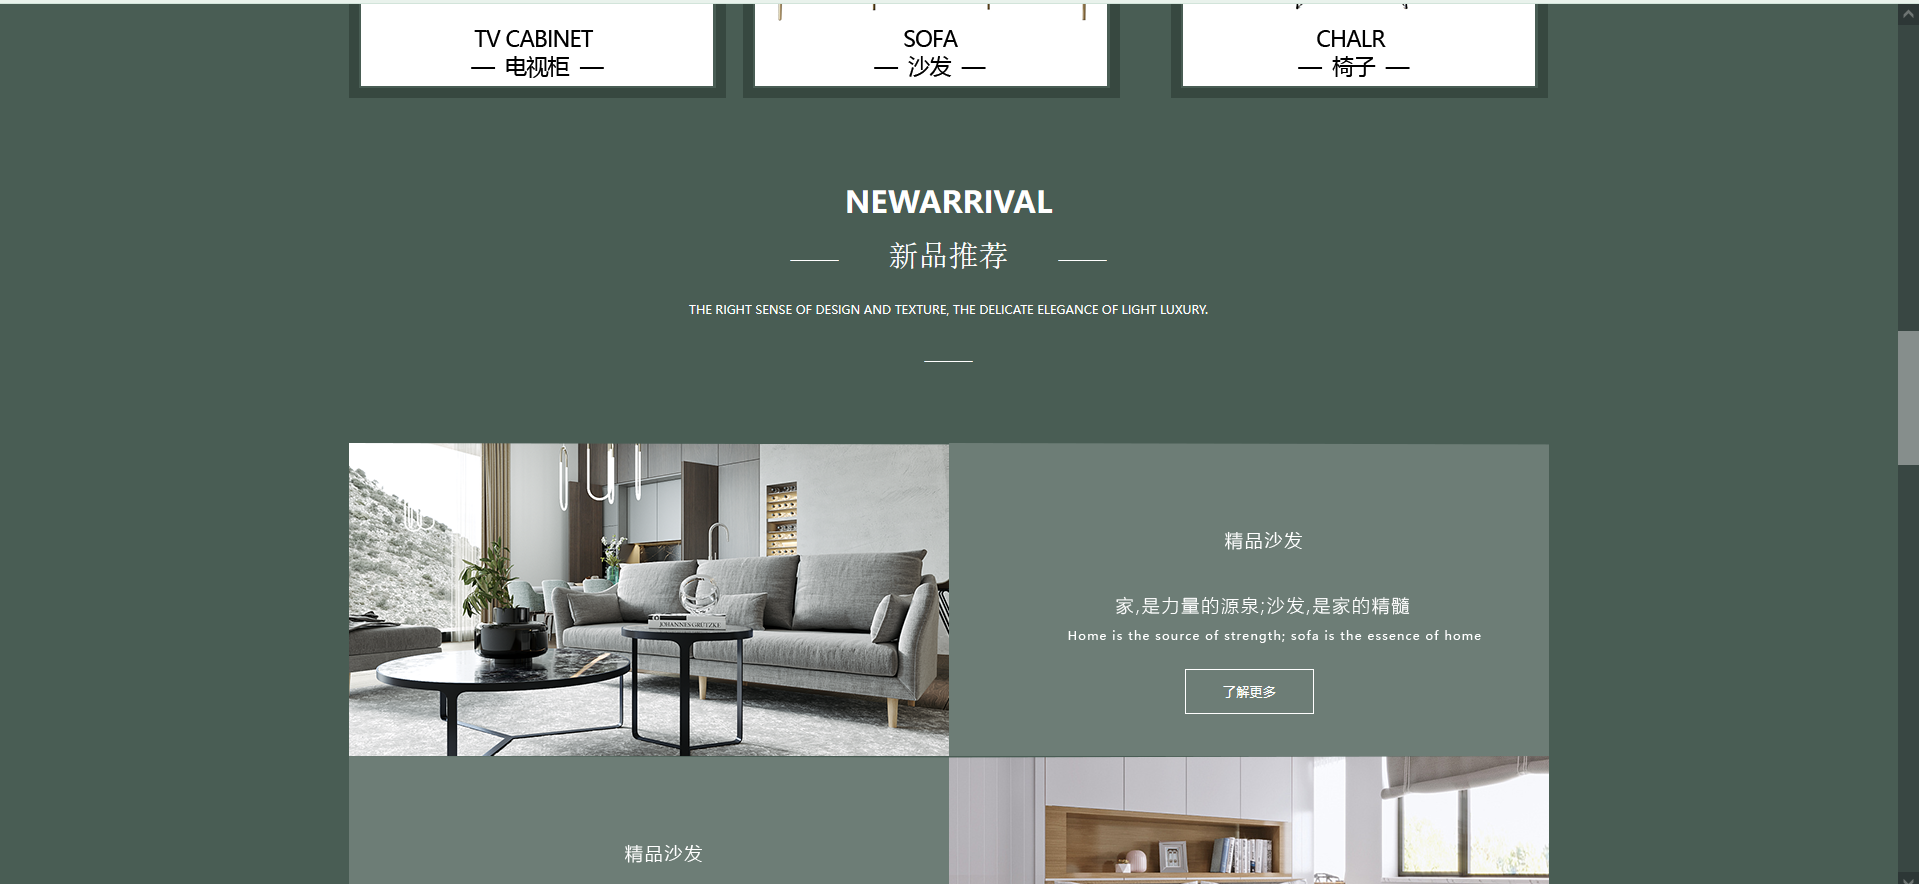 TV CABINET
— 电视柜 —
SOFA
— 沙发 —
CHALR
— 椅子 —
NEWARRIVAL
新品推荐
THE RIGHT SENSE OF DESIGN AND TEXTURE, THE DELICATE ELEGANCE OF LIGHT LUXURY.
JOHANNES GRÜTZKE
精品沙发
家,是力量的源泉;沙发,是家的精髓
Home is the source of strength; sofa is the essence of home
了解更多
精品沙发